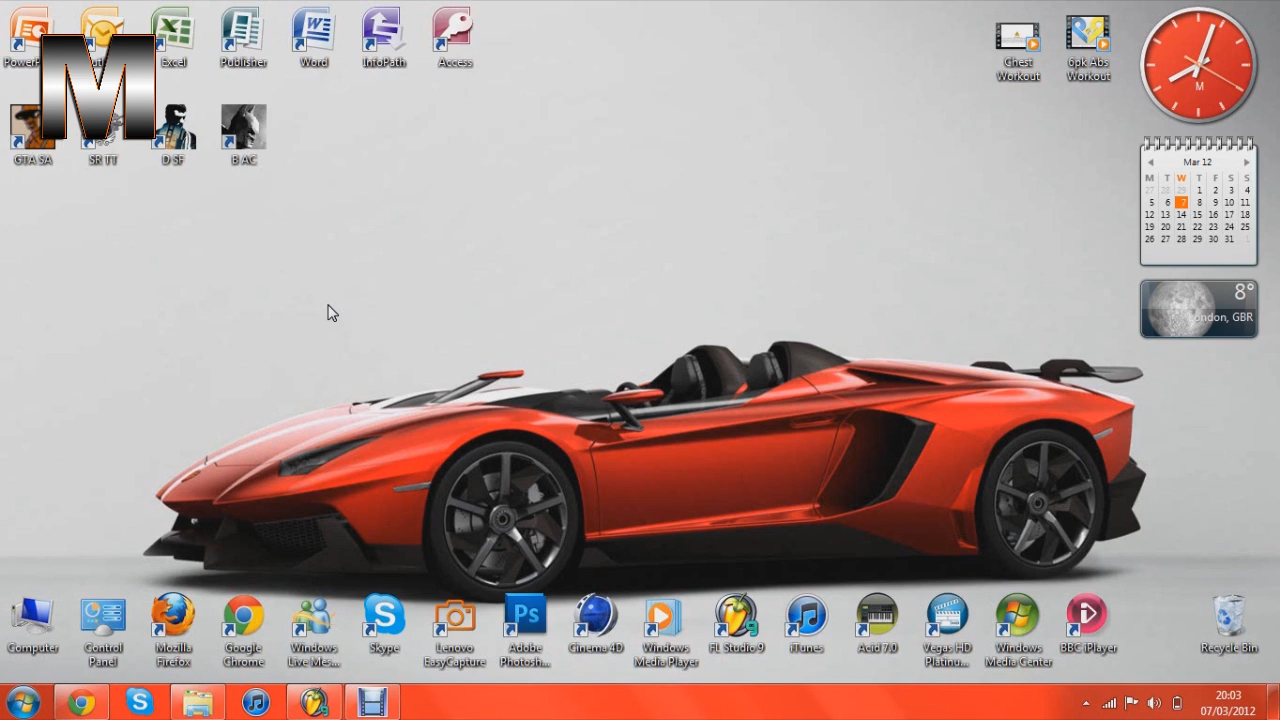 Excel
Publisher
Word
InfoPath
Access
Chest
Workout
6pk Abs
Workout
M
M
GTA SA
SR TT
D SF
B AC
Mar 12
M T W T F S S
27 28 29 1 2 3 4
5 6 7 8 9 10 11
12 13 14 15 16 17 18
19 20 21 22 23 24 25
26 27 28 29 30 31 1
8°
London, GBR
Computer
Control
Panel
Mozilla
Firefox
Google
Chrome
Windows
Live Mes...
Skype
Lenovo
EasyCapture
Ps
Adobe
Photosh...
Cinema 4D
Windows
Media Player
9
FL Studio 9
iTunes
Acid 7.0
Vegas HD
Platinu...
Windows
Media Center
BBC iPlayer
Recycle Bin
20:03
07/03/2012